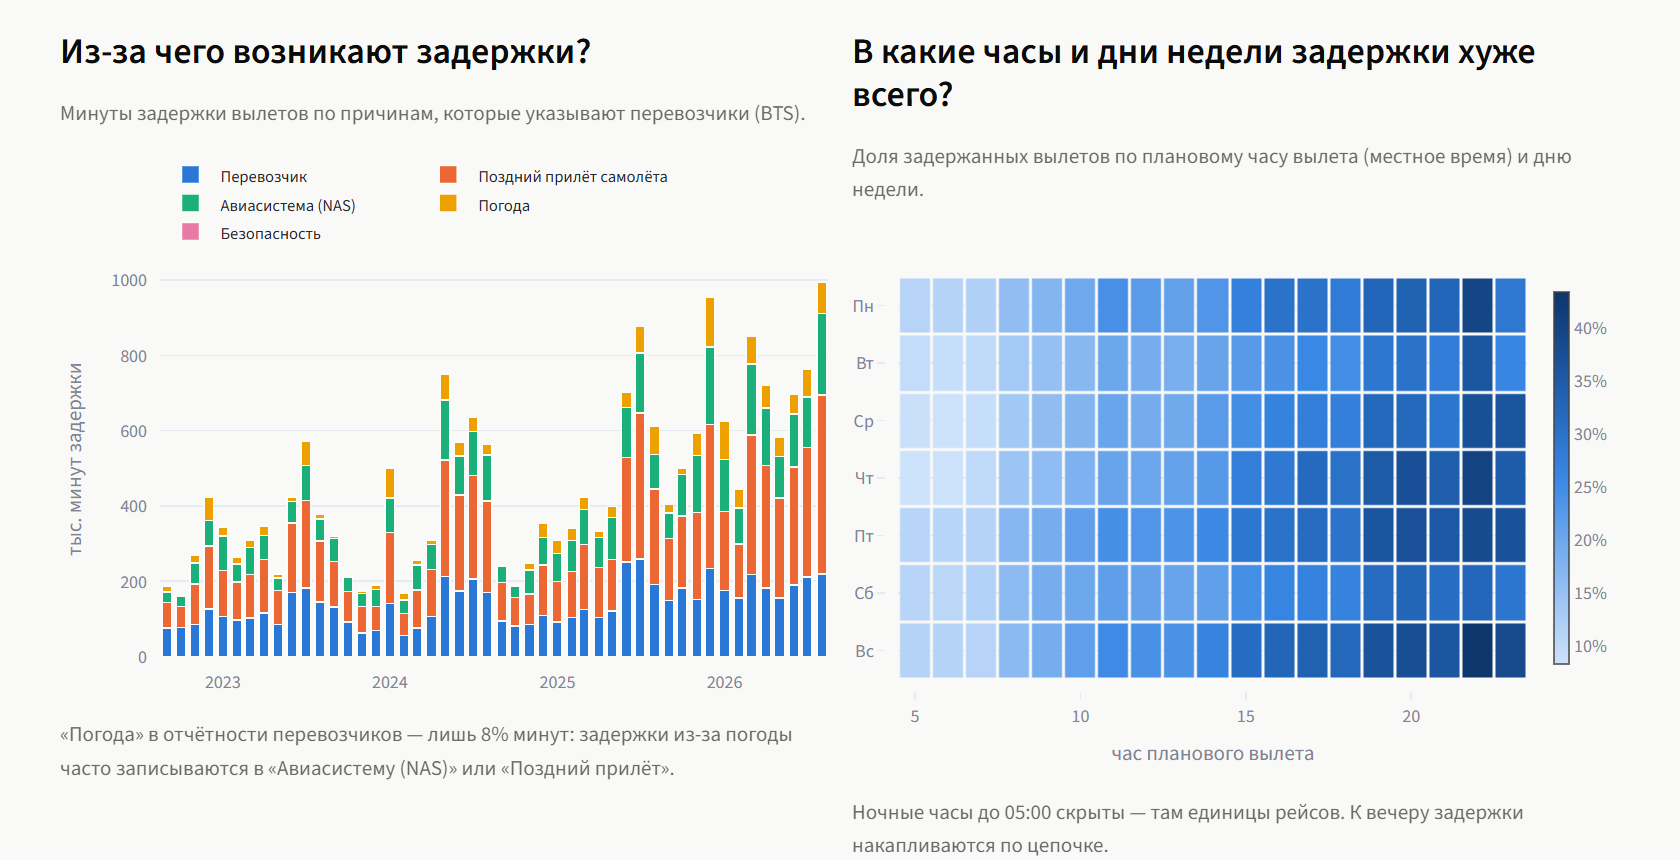 Из-за чего возникают задержки?
Минуты задержки вылетов по причинам, которые указывают перевозчики (BTS).
Перевозчик
Поздний прилёт самолёта
Авиасистема (NAS)
Погода
Безопасность
тыс. минут задержки
1000
800
600
400
200
0
2023
2024
2025
2026
«Погода» в отчётности перевозчиков — лишь 8% минут: задержки из-за погоды
часто записываются в «Авиасистему (NAS)» или «Поздний прилёт».
В какие часы и дни недели задержки хуже
всего?
Доля задержанных вылетов по плановому часу вылета (местное время) и дню
недели.
Пн
Вт
Ср
Чт
Пт
Сб
Вс
5
10
15
20
час планового вылета
40%
35%
30%
25%
20%
15%
10%
Ночные часы до 05:00 скрыты — там единицы рейсов. К вечеру задержки
накапливаются по цепочке.